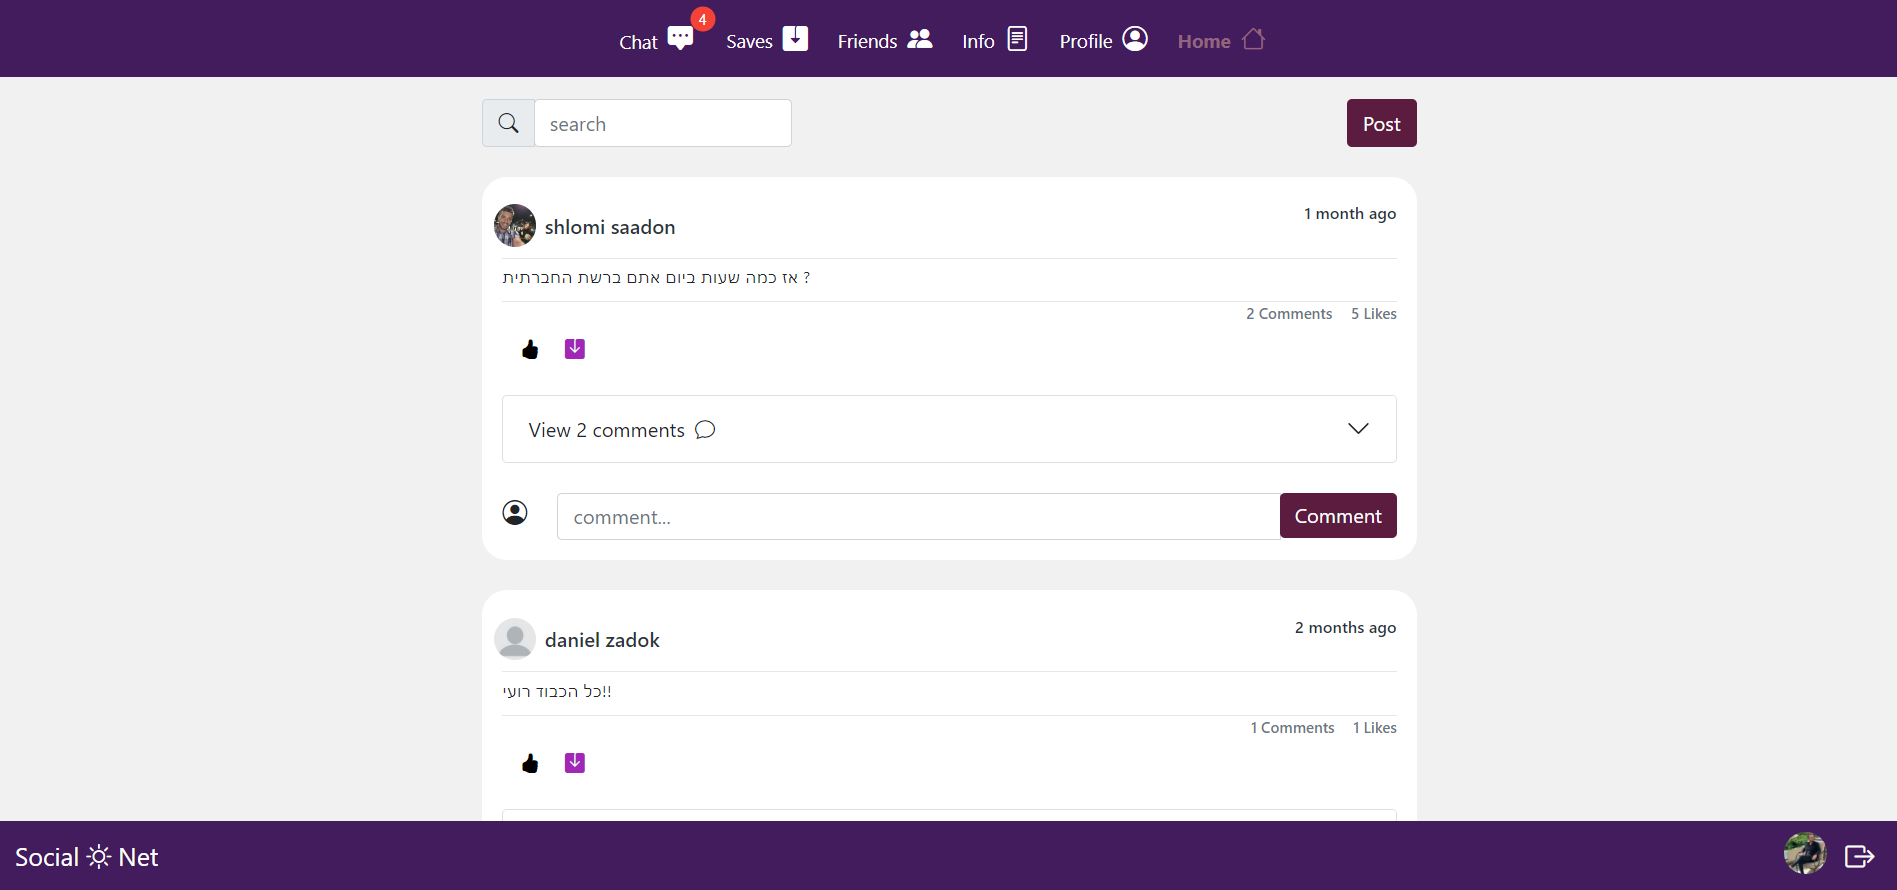 Chat 4 Saves Friends Info Profile Home
search
Post
shlomi saadon
1 month ago
אז כמה שעות ביום אתם ברשת החברתית ?
2 Comments 5 Likes
View 2 comments
comment...
Comment
daniel zadok
2 months ago
כל הכבוד רועי!!
1 Comments 1 Likes
Social Net